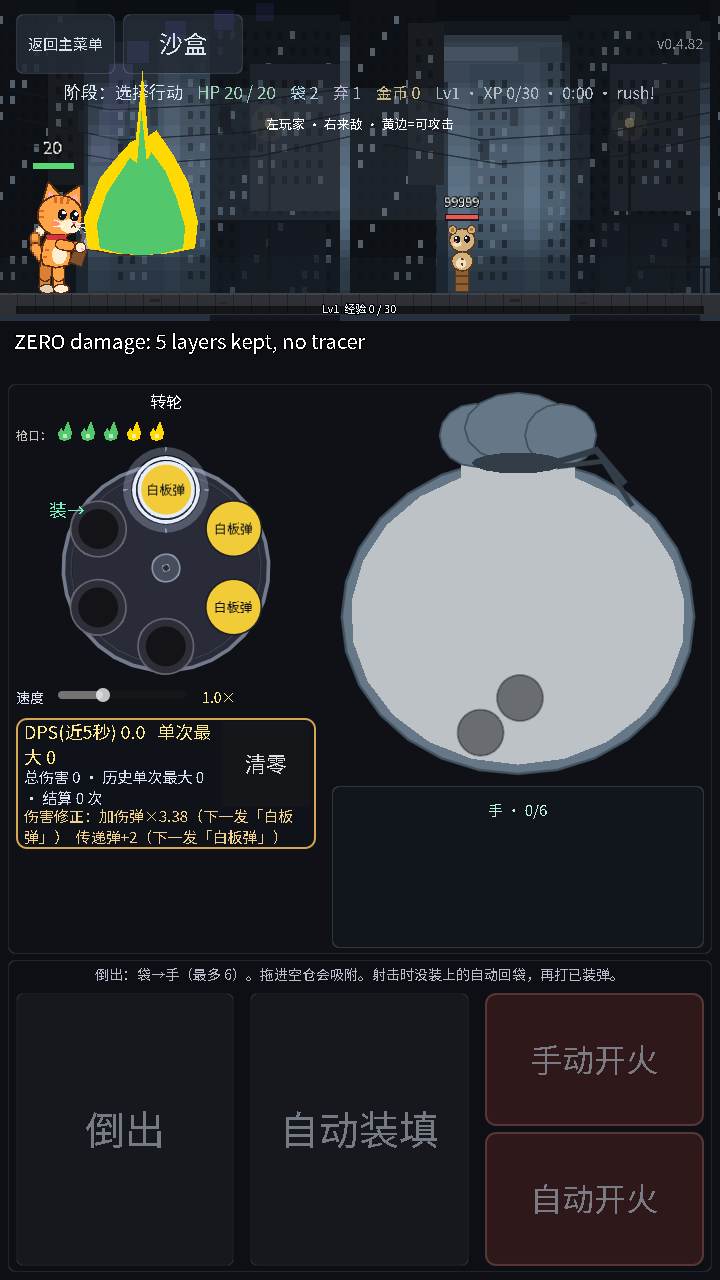 返回主菜单
沙盒
v0.4.82
阶段：选择行动 HP 20 / 20 袋 2 弃 1 金币 0 Lv1 · XP 0/30 · 0:00 · rush!
左玩家 · 右来敌 · 黄边=可攻击
20
99999
Lv1 经验 0 / 30
ZERO damage: 5 layers kept, no tracer
转轮
枪口：
白板弹
装→
白板弹
白板弹
速度
1.0×
DPS(近5秒) 0.0 单次最
大 0
总伤害 0 · 历史单次最大 0
· 结算 0 次
清零
伤害修正：加伤弹×3.38（下一发「白板
弹」） 传递弹+2（下一发「白板弹」）
手 · 0/6
倒出：袋→手（最多 6）。拖进空仓会吸附。射击时没装上的自动回袋，再打已装弹。
倒出
自动装填
手动开火
自动开火